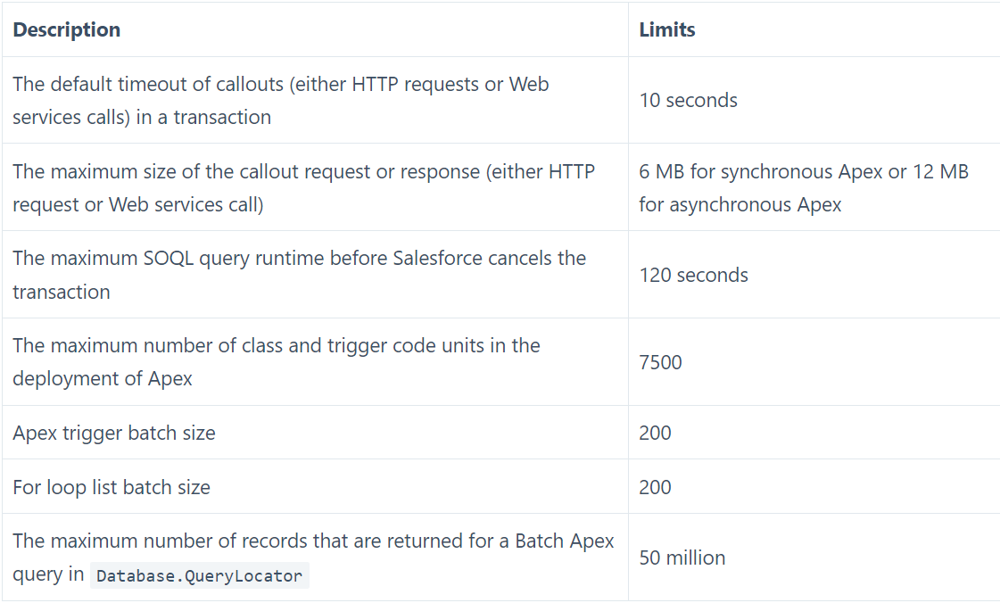 Description Limits
The default timeout of callouts (either HTTP requests or Web
services calls) in a transaction
10 seconds
The maximum size of the callout request or response (either HTTP
request or Web services call)
6 MB for synchronous Apex or 12 MB
for asynchronous Apex
The maximum SOQL query runtime before Salesforce cancels the
transaction
120 seconds
The maximum number of class and trigger code units in the
deployment of Apex
7500
Apex trigger batch size 200
For loop list batch size 200
The maximum number of records that are returned for a Batch Apex
query in Database.QueryLocator
50 million